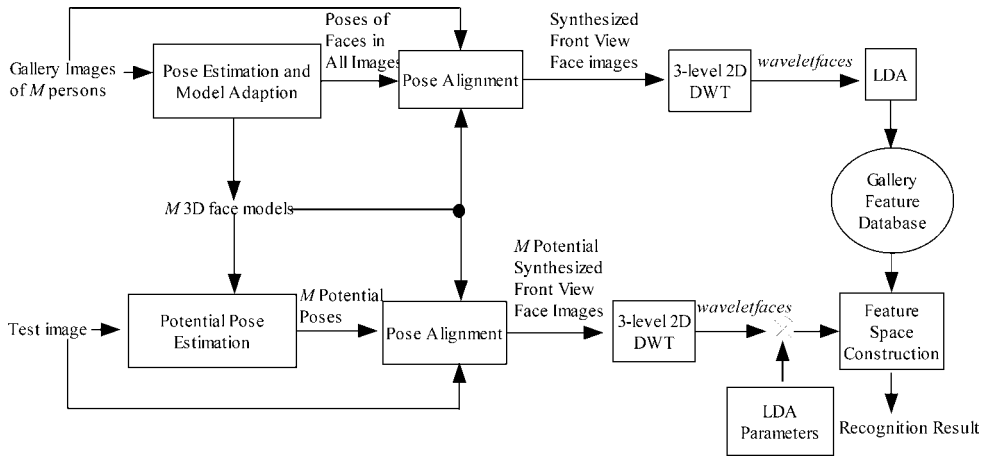 Gallery Images
of M persons
Pose Estimation and
Model Adaption
Poses of
Faces in
All Images
Pose Alignment
Synthesized
Front View
Face images
3-level 2D
DWT
waveletfaces
LDA
Gallery
Feature
Database
M 3D face models
Test image
Potential Pose
Estimation
M Potential
Poses
Pose Alignment
M Potential
Synthesized
Front View
Face Images
3-level 2D
DWT
waveletfaces
LDA
Parameters
Feature
Space
Construction
Recognition Result